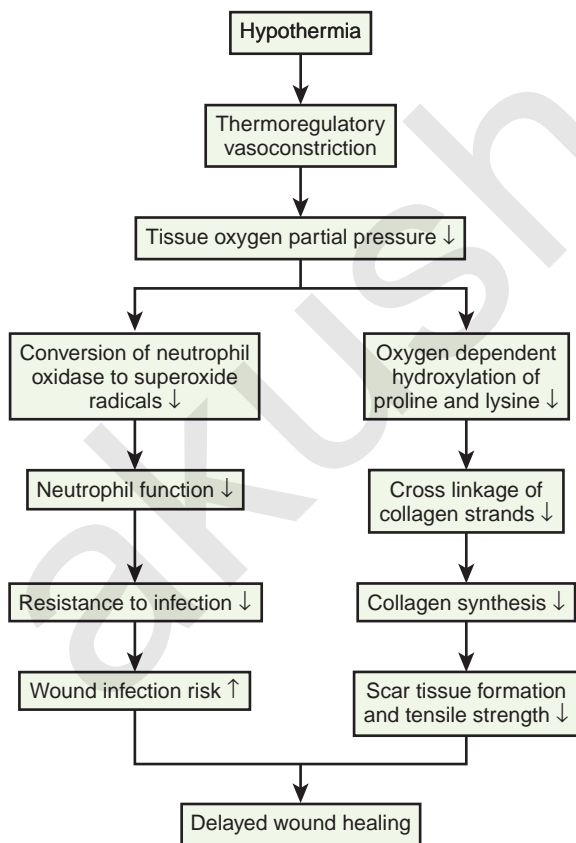 Hypothermia
Thermoregulatory
vasoconstriction
Tissue oxygen partial pressure ↓
Conversion of neutrophil
oxidase to superoxide
radicals ↓
Neutrophil function ↓
Resistance to infection ↓
Wound infection risk ↑
Oxygen dependent
hydroxylation of
proline and lysine ↓
Cross linkage of
collagen strands ↓
Collagen synthesis ↓
Scar tissue formation
and tensile strength ↓
Delayed wound healing
akush